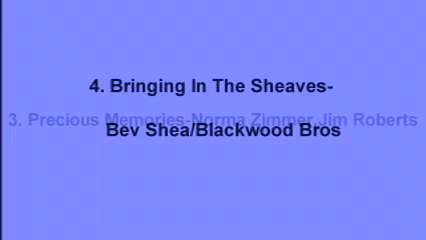 4. Bringing In The Sheaves-
3. Precious Memories-Norma Zimmer Jim Roberts
Bev Shea/Blackwood Bros